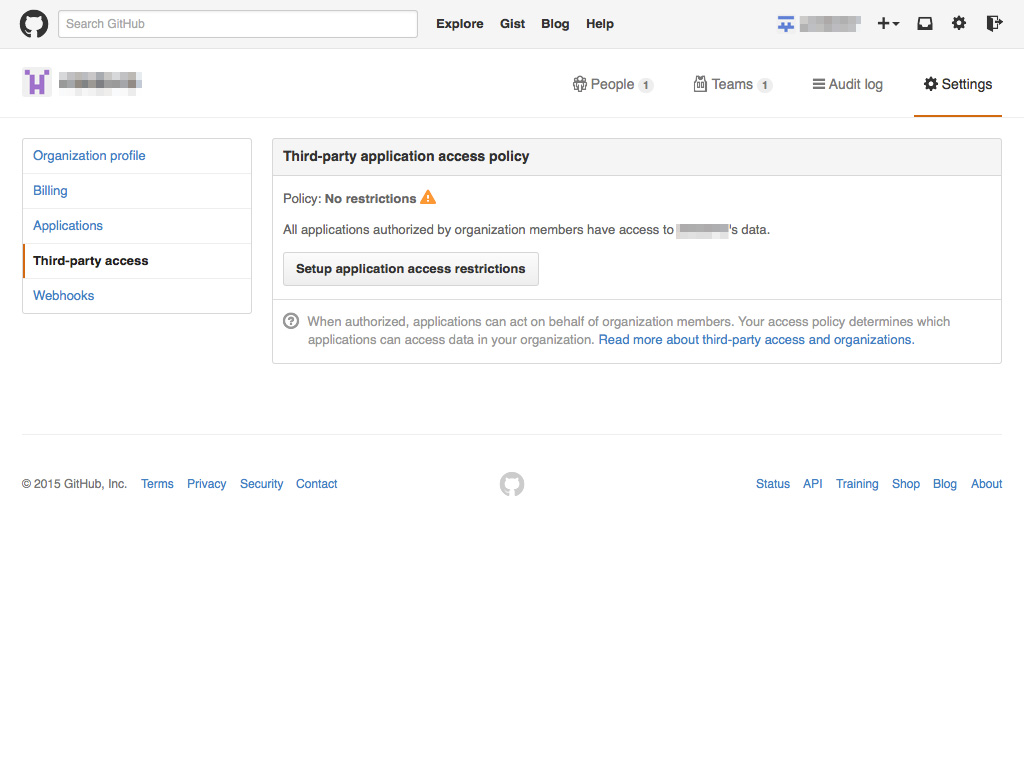 Search GitHub Explore Gist Blog Help
People 1 Teams 1 Audit log Settings
Organization profile
Billing
Applications
Third-party access
Webhooks
Third-party application access policy
Policy: No restrictions
All applications authorized by organization members have access to 's data.
Setup application access restrictions
When authorized, applications can act on behalf of organization members. Your access policy determines which
applications can access data in your organization. Read more about third-party access and organizations.
© 2015 GitHub, Inc. Terms Privacy Security Contact
Status API Training Shop Blog About